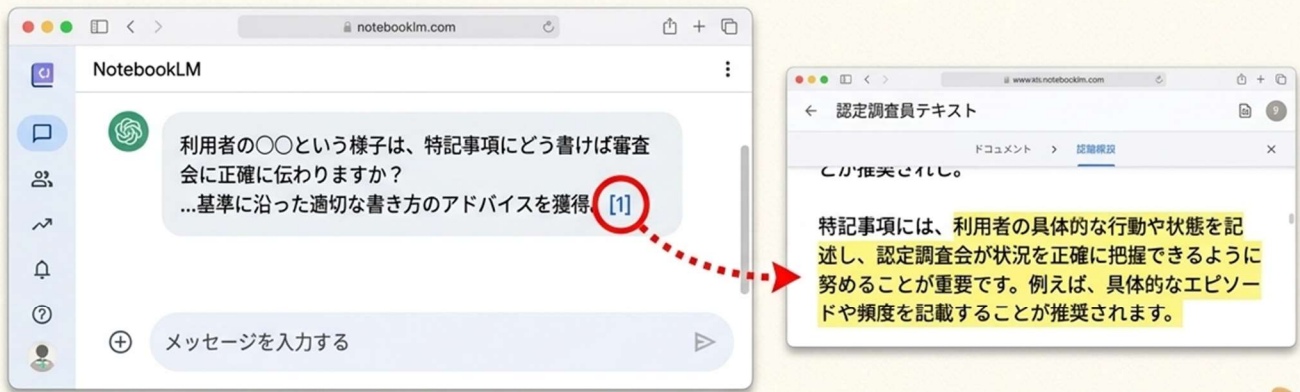 notebooklm.com
NotebookLM
利用者の〇〇という様子は、特記事項にどう書けば審査
会に正確に伝わりますか？
...基準に沿った適切な書き方のアドバイスを獲得。 [1]
メッセージを入力する
www.kts.notebooklm.com
認定調査員テキスト
9
ドキュメント
とが推奨されし。
特記事項には、利用者の具体的な行動や状態を記
述し、認定調査会が状況を正確に把握できるように
努めることが重要です。例えば、具体的なエピソー
ドや頻度を記載することが推奨されます。